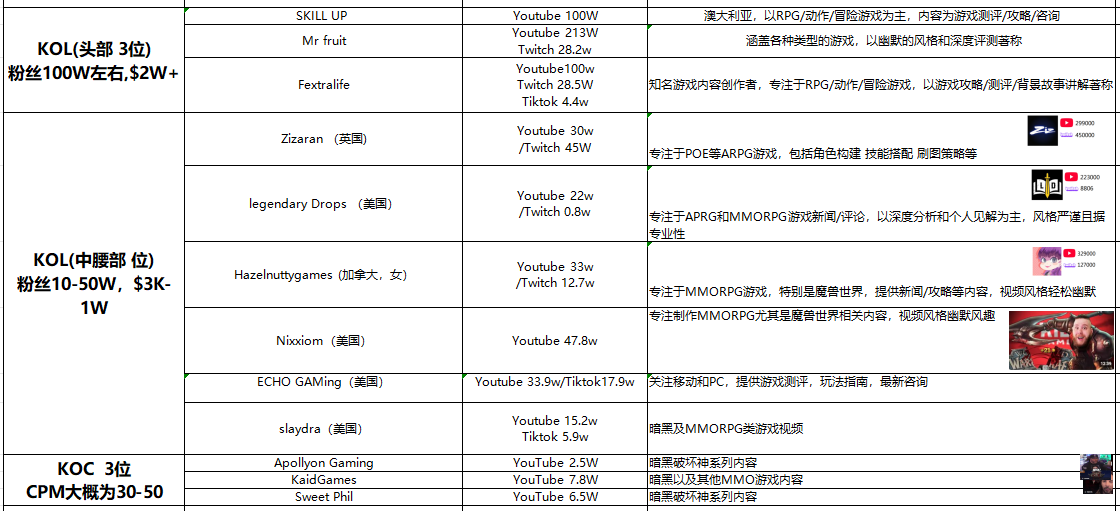 KOL(头部 3位)
粉丝100W左右,$2W+
SKILL UP
Youtube 100W
澳大利亚，以RPG/动作/冒险游戏为主，内容为游戏测评/攻略/咨询
Mr fruit
Youtube 213W
Twitch 28.2w
涵盖各种类型的游戏，以幽默的风格和深度评测著称
Fextralife
Youtube100w
Twitch 28.5W
Tiktok 4.4w
知名游戏内容创作者，专注于RPG/动作/冒险游戏，以游戏攻略/测评/背景故事讲解著称
KOL(中腰部 位)
粉丝10-50W，$3K-
1W
Zizaran （英国）
Youtube 30w
/Twitch 45W
299000
450000
专注于POE等ARPG游戏，包括角色构建 技能搭配 刷图策略等
legendary Drops （美国）
Youtube 22w
/Twitch 0.8w
223000
8806
专注于APRG和MMORPG游戏新闻/评论，以深度分析和个人见解为主，风格严谨且据
专业性
Hazelnuttygames (加拿大，女)
Youtube 33w
/Twitch 12.7w
329000
127000
专注于MMORPG游戏，特别是魔兽世界，提供新闻/攻略等内容，视频风格轻松幽默
Nixxiom（美国）
Youtube 47.8w
专注制作MMORPG尤其是魔兽世界相关内容，视频风格幽默风趣
ECHO GAMing（美国）
Youtube 33.9w/Tiktok17.9w
关注移动和PC，提供游戏测评，玩法指南，最新咨询
slaydra（美国）
Youtube 15.2w
Tiktok 5.9w
暗黑及MMORPG类游戏视频
KOC  3位
CPM大概为30-50
Apollyon Gaming
YouTube 2.5W
暗黑破坏神系列内容
KaidGames
YouTube 7.8W
暗黑以及其他MMO游戏内容
Sweet Phil
YouTube 6.5W
暗黑破坏神系列内容